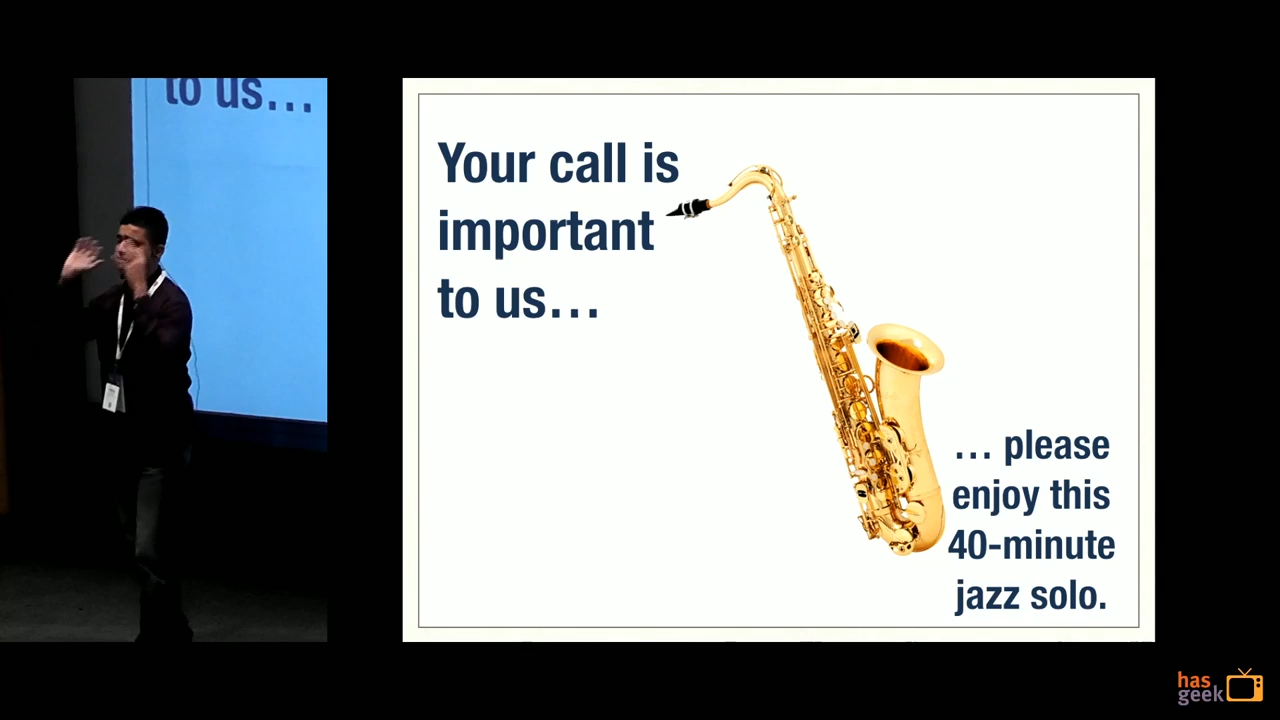 to us...
Your call is
important
to us...
... please
enjoy this
40-minute
jazz solo.
has
geek